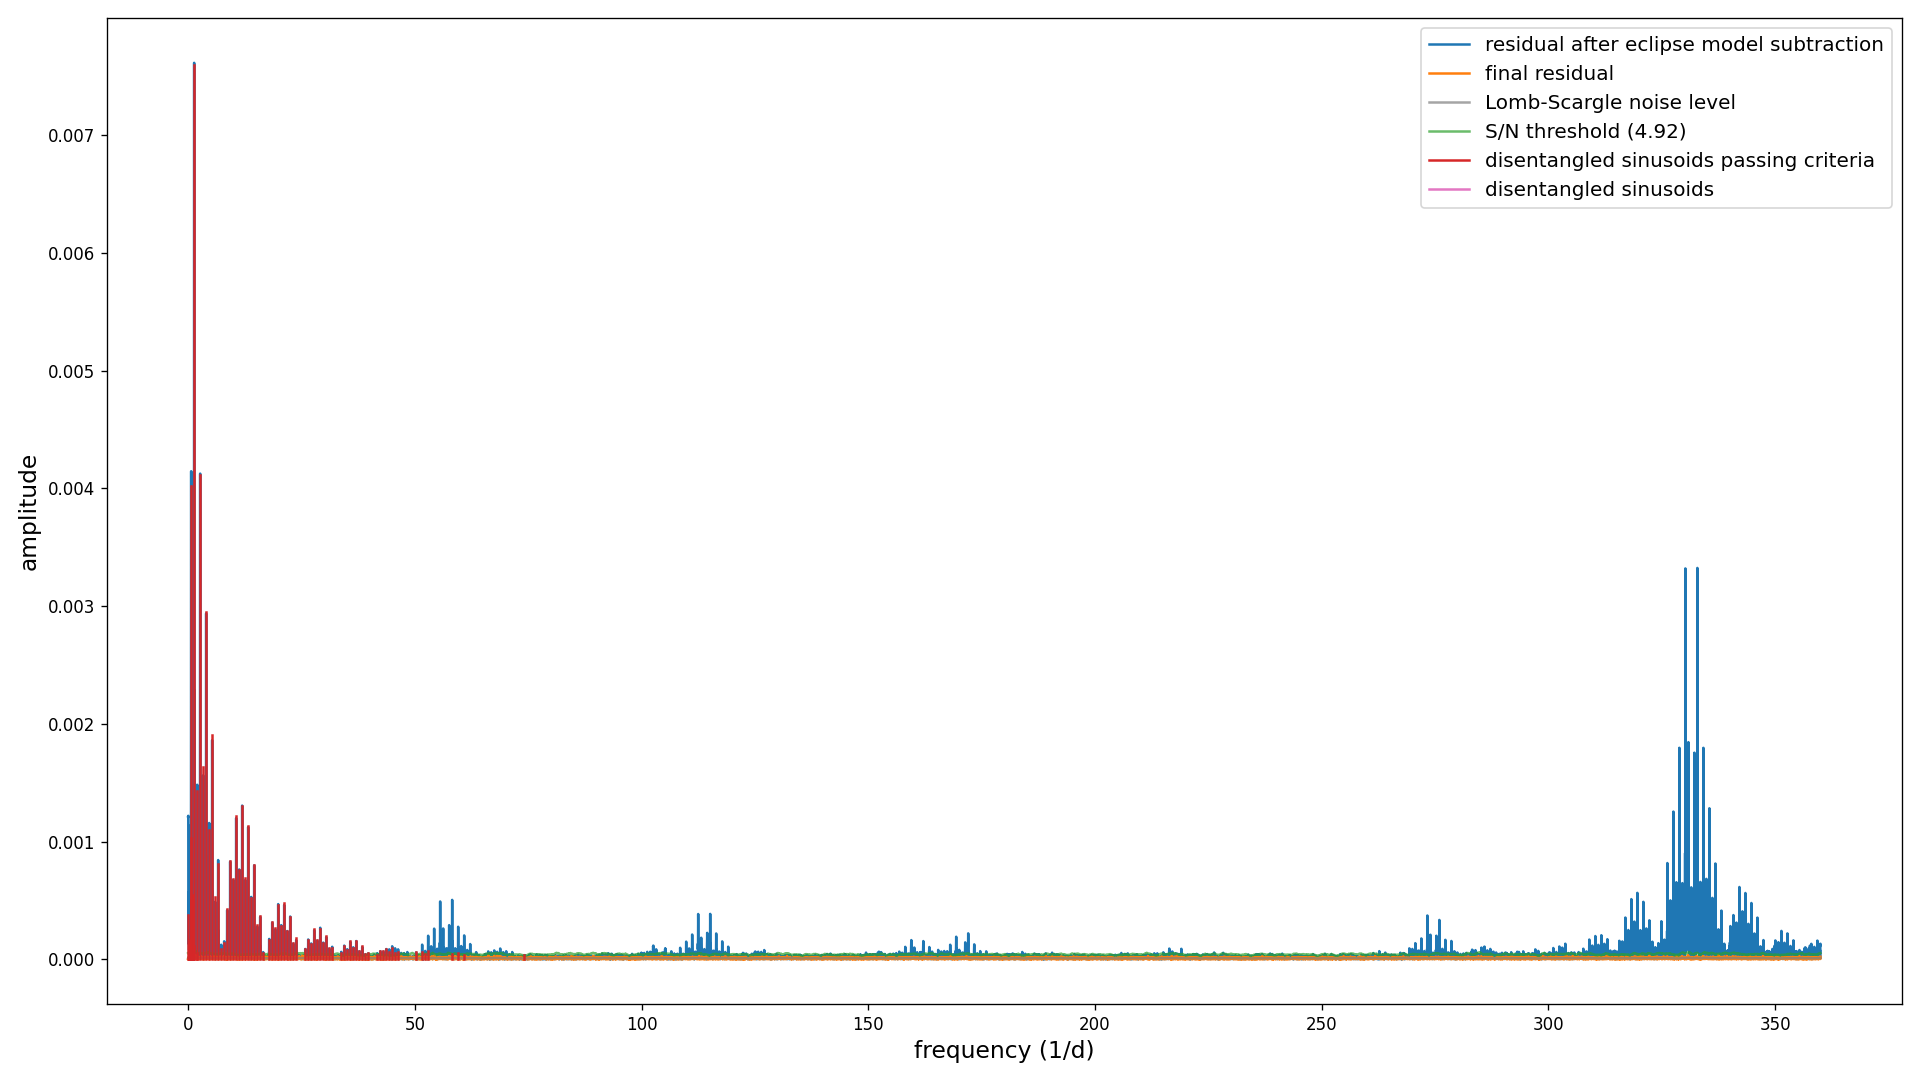 residual after eclipse model subtraction
final residual
Lomb-Scargle noise level
S/N threshold (4.92)
disentangled sinusoids passing criteria
disentangled sinusoids
0.007
0.006
0.005
0.004
0.003
0.002
0.001
0.000
amplitude
0 50 100 150 200 250 300 350
frequency (1/d)